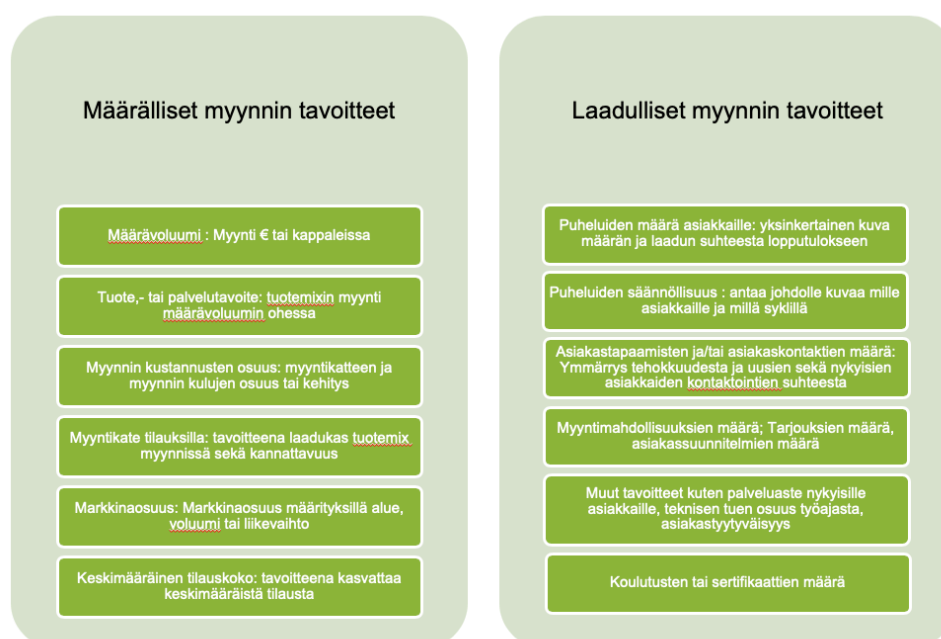 Määrälliset myynnin tavoitteet
Määrävoluumi : Myynti € tai kappaleissa
Tuote,- tai palvelutavoite: tuotemixin myynti
määrävoluumin ohessa
Myynnin kustannusten osuus: myyntikatteen ja
myynnin kulujen osuus tai kehitys
Myyntikate tilauksilla: tavoitteena laadukas tuotemix
myynnissä sekä kannattavuus
Markkinaosuus: Markkinaosuus määrityksillä alue,
voluumi tai liikevaihto
Keskimääräinen tilauskoko: tavoitteena kasvattaa
keskimääräistä tilausta
Laadulliset myynnin tavoitteet
Puheluiden määrä asiakkaille: yksinkertainen kuva
määrän ja laadun suhteesta lopputulokseen
Puheluiden säännöllisuus : antaa johdolle kuvaa mille
asiakkaille ja millä syklillä
Asiakastapaamisten ja/tai asiakaskontaktien määrä:
Ymmärrys tehokkuudesta ja uusien sekä nykyisien
asiakkaiden kontaktointien suhteesta
Myyntimahdollisuuksien määrä; Tarjouksien määrä,
asiakassuunnitelmien määrä
Muut tavoitteet kuten palveluaste nykyisille
asiakkaille, teknisen tuen osuus työajasta,
asiakastyytyväisyys
Koulutusten tai sertifikaattien määrä